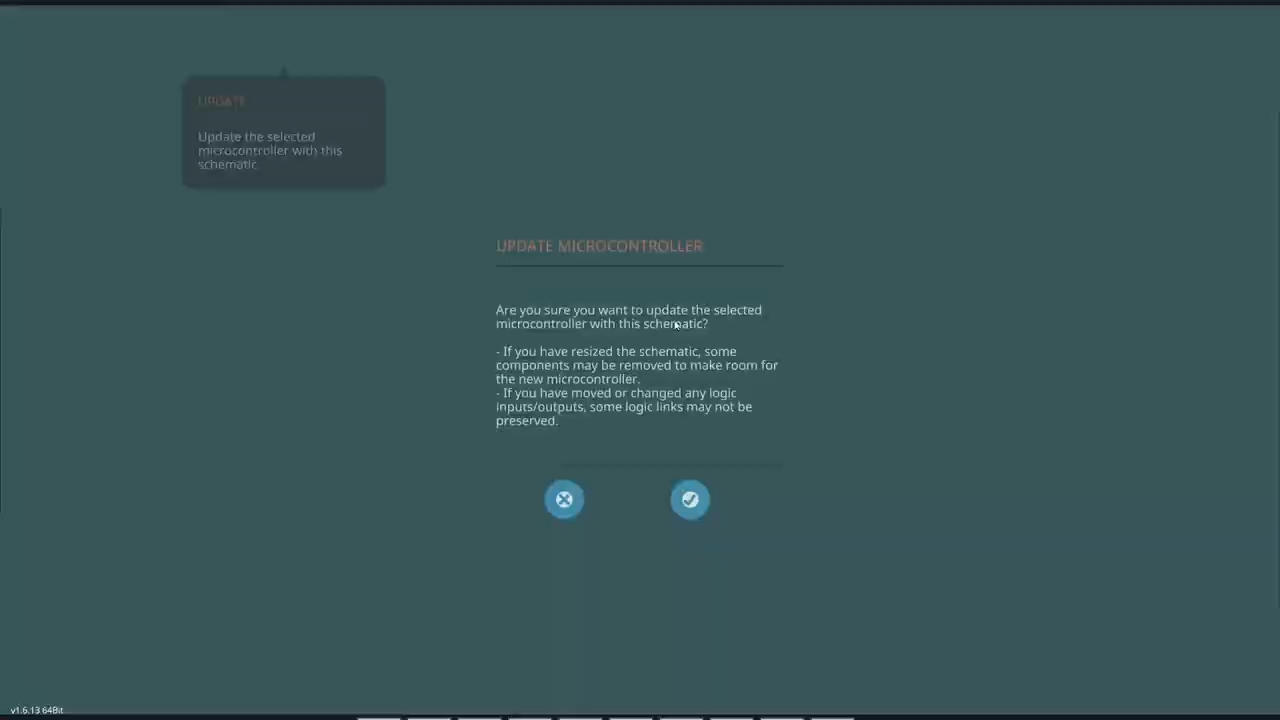 UPDATE
Update the selected
microcontroller with this
schematic.
UPDATE MICROCONTROLLER
Are you sure you want to update the selected
microcontroller with this schematic?
- If you have resized the schematic, some
components may be removed to make room for
the new microcontroller.
- If you have moved or changed any logic
inputs/outputs, some logic links may not be
preserved.
v1.6.13 64Bit